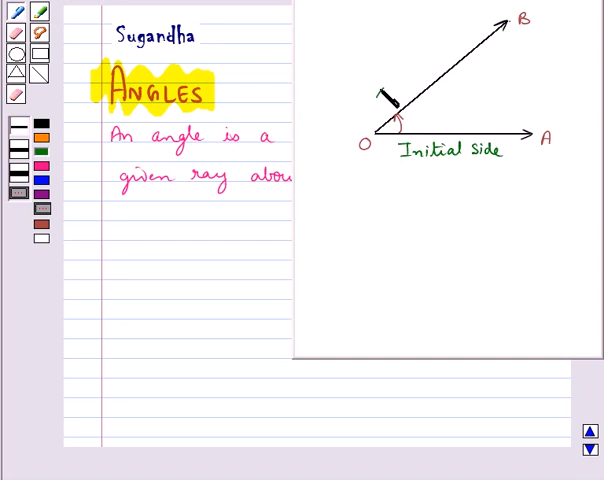 Sugandha
ANGLES
An angle is a
given ray abou
B
O
A
Initial side